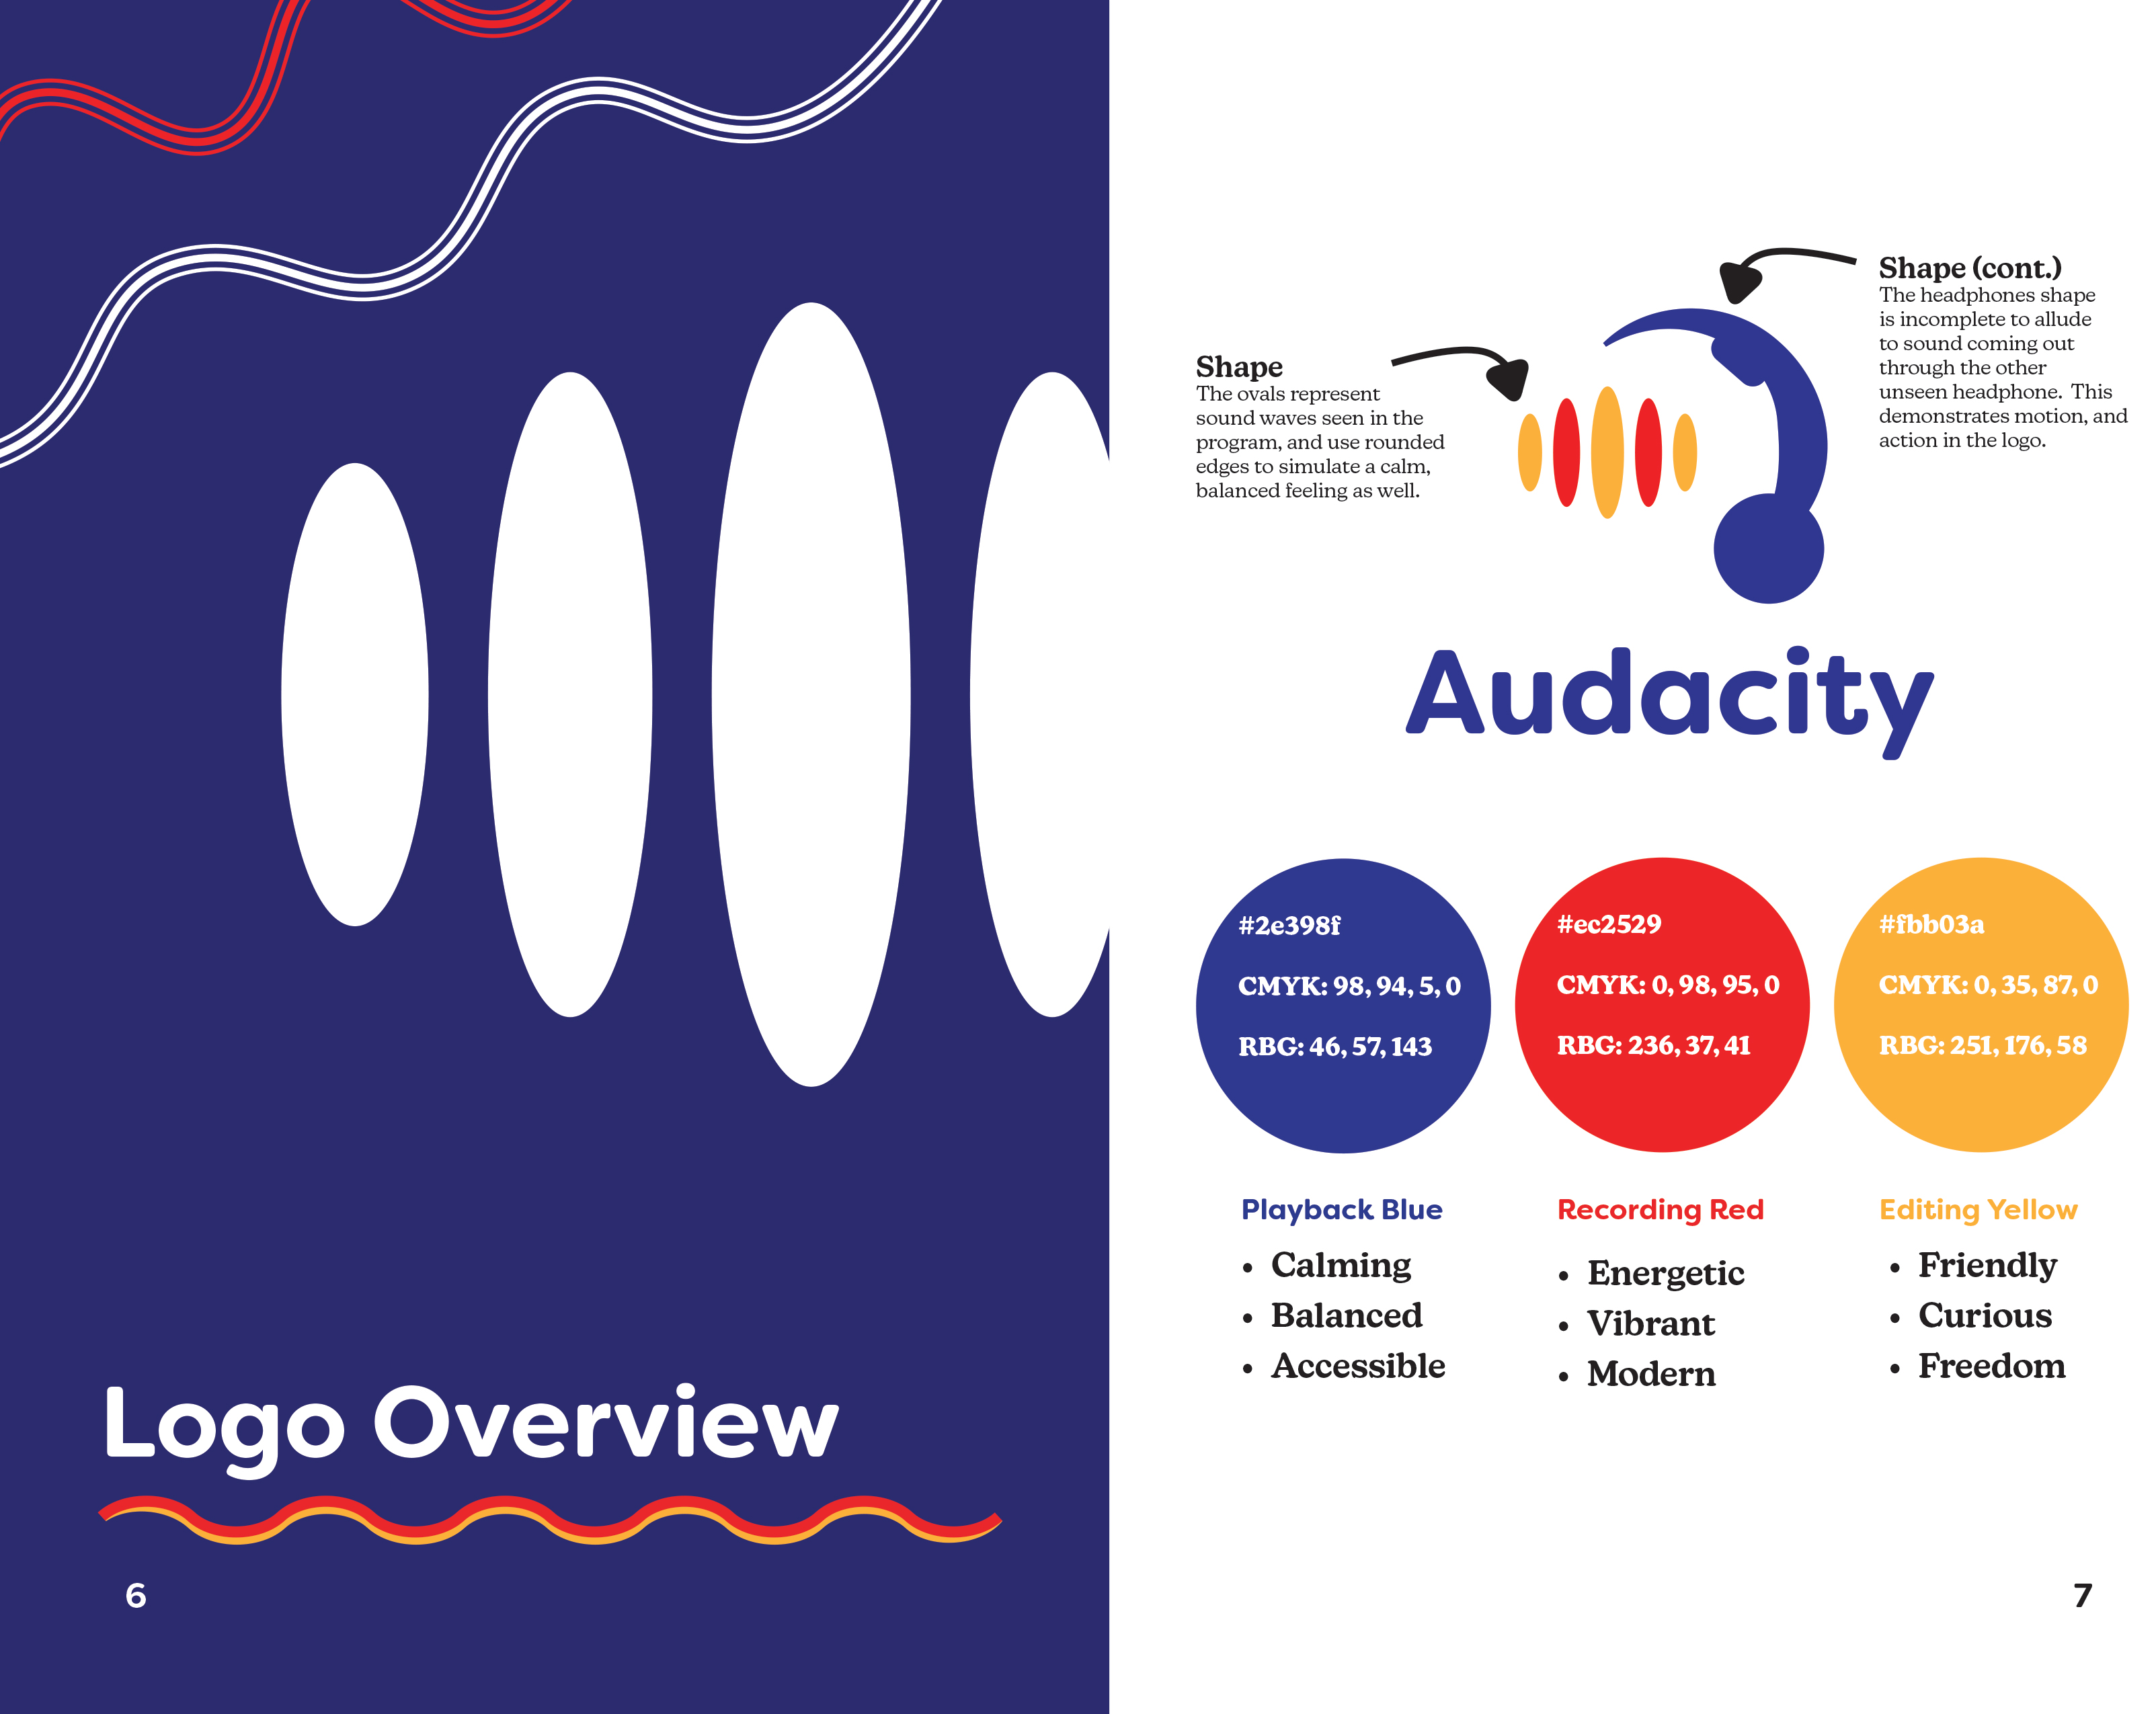 Logo Overview
6
Shape
The ovals represent
sound waves seen in the
program, and use rounded
edges to simulate a calm,
balanced feeling as well.
Shape (cont.)
The headphones shape
is incomplete to allude
to sound coming out
through the other
unseen headphone.  This
demonstrates motion, and
action in the logo.
Audacity
#2e398f
CMYK: 98, 94, 5, 0
RBG: 46, 57, 143
Playback Blue
• Calming
• Balanced
• Accessible
#ec2529
CMYK: 0, 98, 95, 0
RBG: 236, 37, 41
Recording Red
• Energetic
• Vibrant
• Modern
#fbb03a
CMYK: 0, 35, 87, 0
RBG: 251, 176, 58
Editing Yellow
• Friendly
• Curious
• Freedom
7